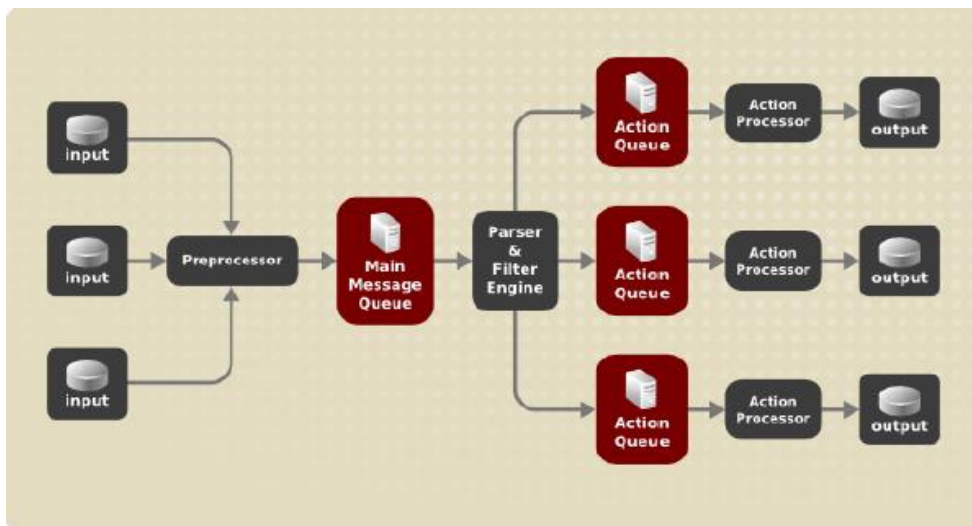 input
input
input
Preprocessor
Main
Message
Queue
Parser
&
Filter
Engine
Action
Queue
Action
Processor
output
Action
Queue
Action
Processor
output
Action
Queue
Action
Processor
output